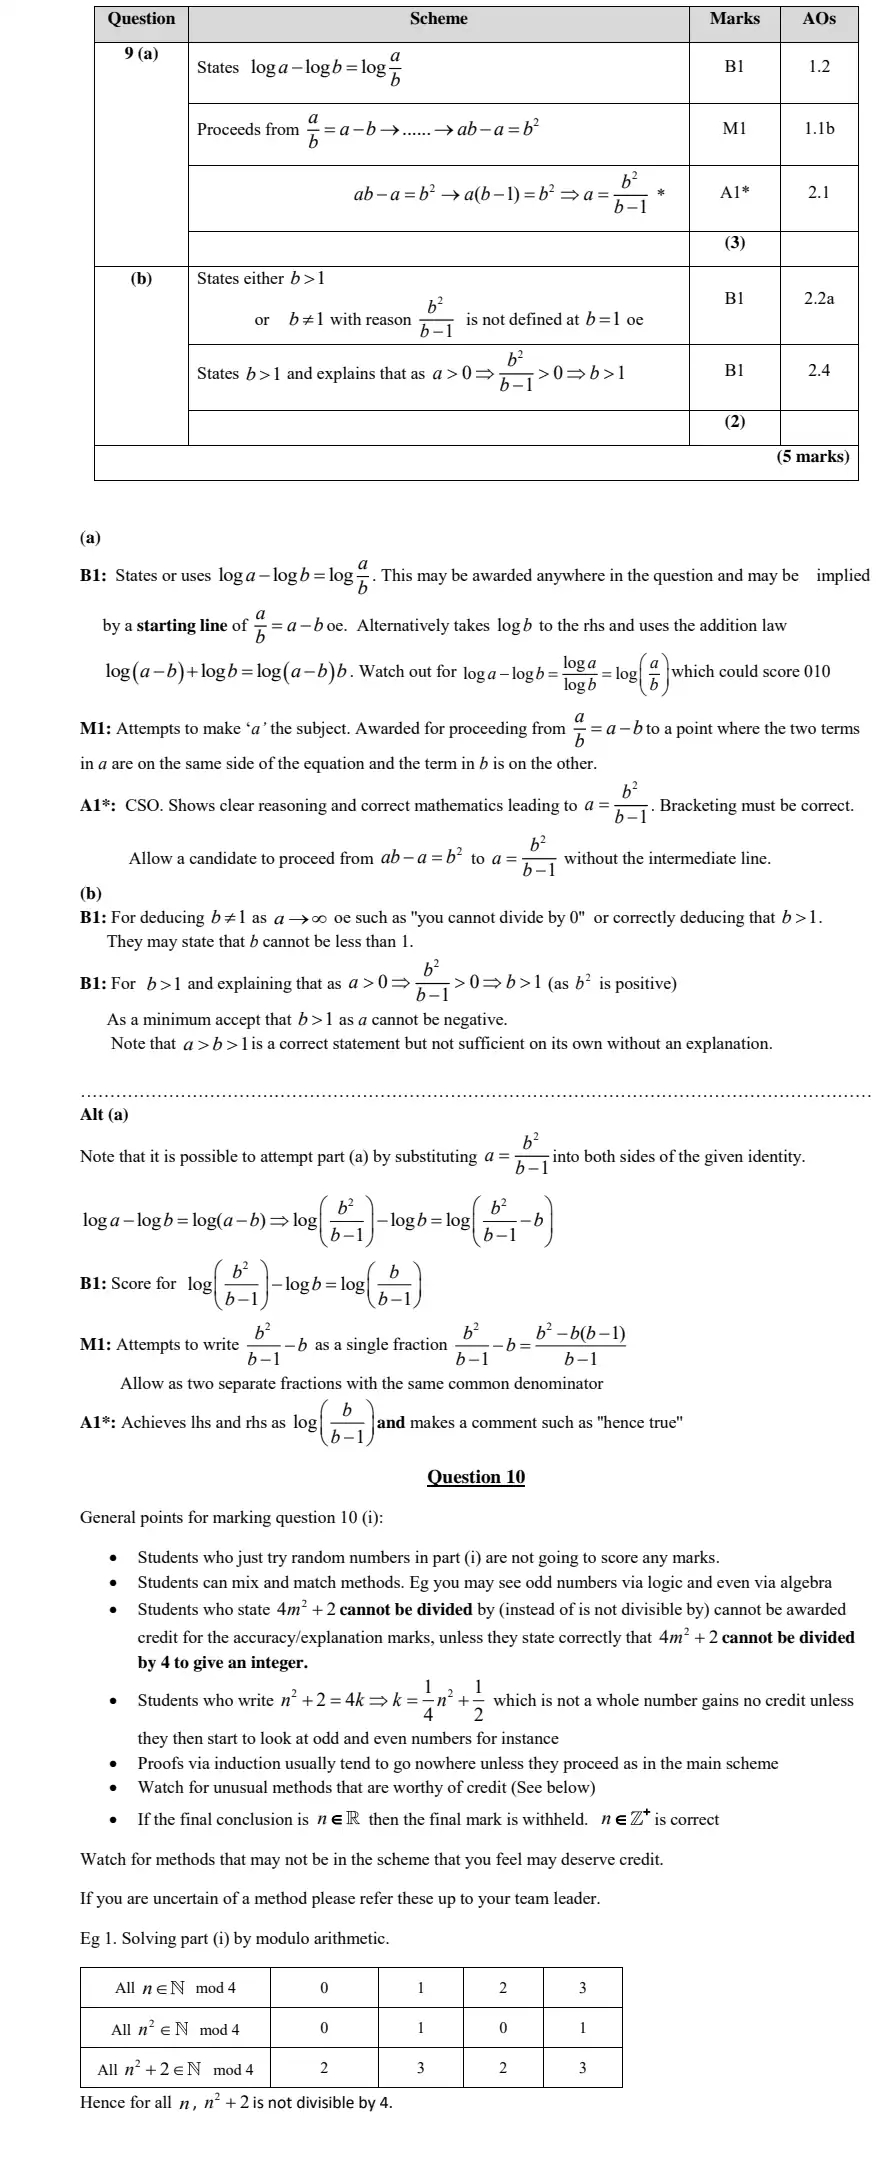 Question Scheme Marks AOs
9 (a) States log a − log b = log a/b B1 1.2
Proceeds from a/b = a − b → ...... → ab − a = b² M1 1.1b
ab − a = b² → a(b − 1) = b² ⇒ a = b²/(b − 1) * A1* 2.1
(3)
(b) States either b > 1
or b ≠ 1 with reason b²/(b − 1) is not defined at b = 1 oe B1 2.2a
States b > 1 and explains that as a > 0 ⇒ b²/(b − 1) > 0 ⇒ b > 1 B1 2.4
(2)
(5 marks)
(a)
B1: States or uses log a − log b = log a/b. This may be awarded anywhere in the question and may be implied
by a starting line of a/b = a − b oe. Alternatively takes log b to the rhs and uses the addition law
log(a − b) + log b = log(a − b)b. Watch out for log a − log b = log a/log b = log(a/b) which could score 010
M1: Attempts to make 'a' the subject. Awarded for proceeding from a/b = a − b to a point where the two terms
in a are on the same side of the equation and the term in b is on the other.
A1*: CSO. Shows clear reasoning and correct mathematics leading to a = b²/(b − 1). Bracketing must be correct.
Allow a candidate to proceed from ab − a = b² to a = b²/(b − 1) without the intermediate line.
(b)
B1: For deducing b ≠ 1 as a → ∞ oe such as "you cannot divide by 0" or correctly deducing that b > 1.
They may state that b cannot be less than 1.
B1: For b > 1 and explaining that as a > 0 ⇒ b²/(b − 1) > 0 ⇒ b > 1 (as b² is positive)
As a minimum accept that b > 1 as a cannot be negative.
Note that a > b > 1 is a correct statement but not sufficient on its own without an explanation.
……………………………………………………………………………………………………………………
Alt (a)
Note that it is possible to attempt part (a) by substituting a = b²/(b − 1) into both sides of the given identity.
log a − log b = log(a − b) ⇒ log(b²/(b − 1)) − log b = log(b²/(b − 1) − b)
B1: Score for log(b²/(b − 1)) − log b = log(b/(b − 1))
M1: Attempts to write b²/(b − 1) − b as a single fraction b²/(b − 1) − b = (b² − b(b − 1))/(b − 1)
Allow as two separate fractions with the same common denominator
A1*: Achieves lhs and rhs as log(b/(b − 1)) and makes a comment such as "hence true"
Question 10
General points for marking question 10 (i):
• Students who just try random numbers in part (i) are not going to score any marks.
• Students can mix and match methods. Eg you may see odd numbers via logic and even via algebra
• Students who state 4m² + 2 cannot be divided by (instead of is not divisible by) cannot be awarded
credit for the accuracy/explanation marks, unless they state correctly that 4m² + 2 cannot be divided
by 4 to give an integer.
• Students who write n² + 2 = 4k ⇒ k = 1/4 n² + 1/2 which is not a whole number gains no credit unless
they then start to look at odd and even numbers for instance
• Proofs via induction usually tend to go nowhere unless they proceed as in the main scheme
• Watch for unusual methods that are worthy of credit (See below)
• If the final conclusion is n ∈ ℝ then the final mark is withheld. n ∈ ℤ⁺ is correct
Watch for methods that may not be in the scheme that you feel may deserve credit.
If you are uncertain of a method please refer these up to your team leader.
Eg 1. Solving part (i) by modulo arithmetic.
All n ∈ ℕ mod 4 0 1 2 3
All n² ∈ ℕ mod 4 0 1 0 1
All n² + 2 ∈ ℕ mod 4 2 3 2 3
Hence for all n, n² + 2 is not divisible by 4.